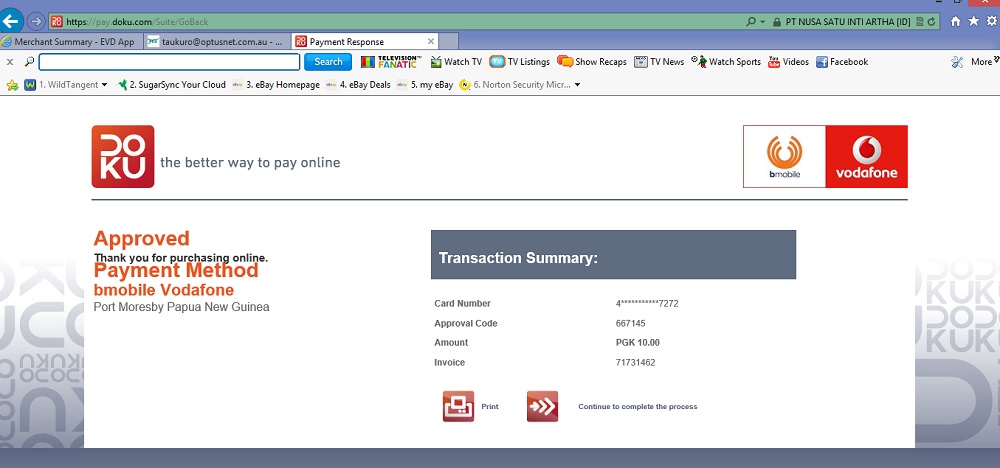 https://pay.doku.com/Suite/GoBack
PT NUSA SATU INTI ARTHA [ID]
Merchant Summary - EVD App
taukuro@optusnet.com.au - ...
Payment Response
Search
TELEVISION FANATIC
Watch TV
TV Listings
Show Recaps
TV News
Watch Sports
Videos
Facebook
More
1. WildTangent
2. SugarSync Your Cloud
3. eBay Homepage
4. eBay Deals
5. my eBay
6. Norton Security Micr...
DOKU
the better way to pay online
bmobile
vodafone
Approved
Thank you for purchasing online.
Payment Method
bmobile Vodafone
Port Moresby Papua New Guinea
Transaction Summary:
Card Number 4***********7272
Approval Code 667145
Amount PGK 10.00
Invoice 71731462
Print
Continue to complete the process